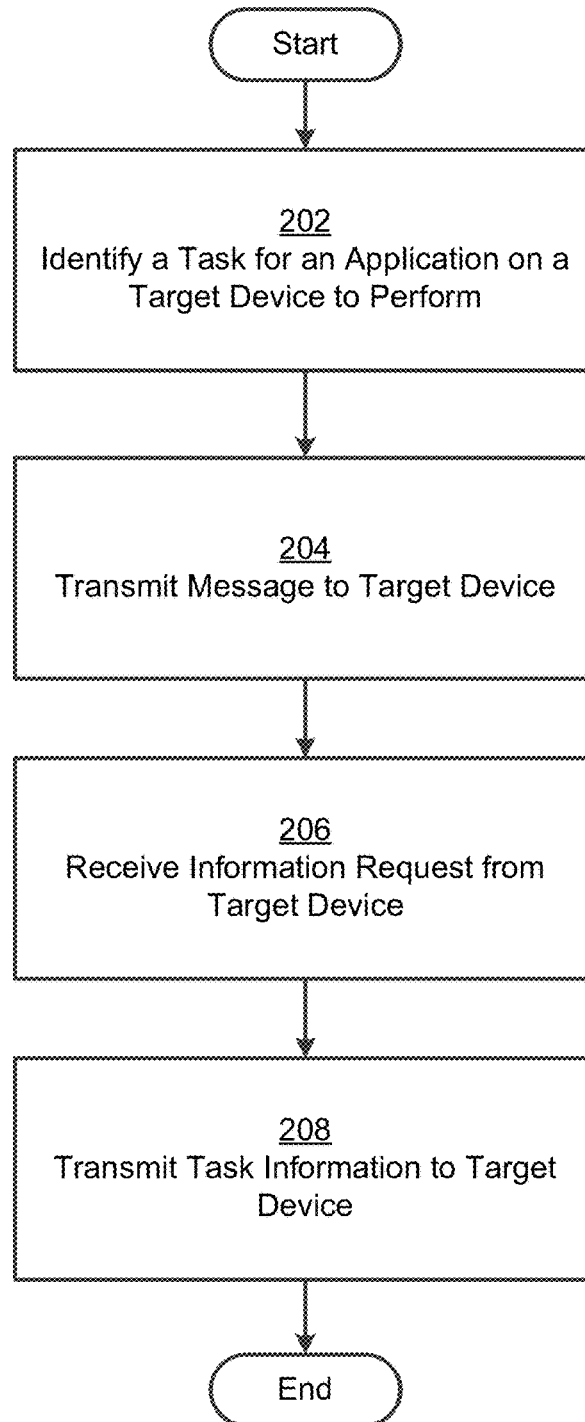 Start
202
Identify a Task for an Application on a
Target Device to Perform
204
Transmit Message to Target Device
206
Receive Information Request from
Target Device
208
Transmit Task Information to Target
Device
End